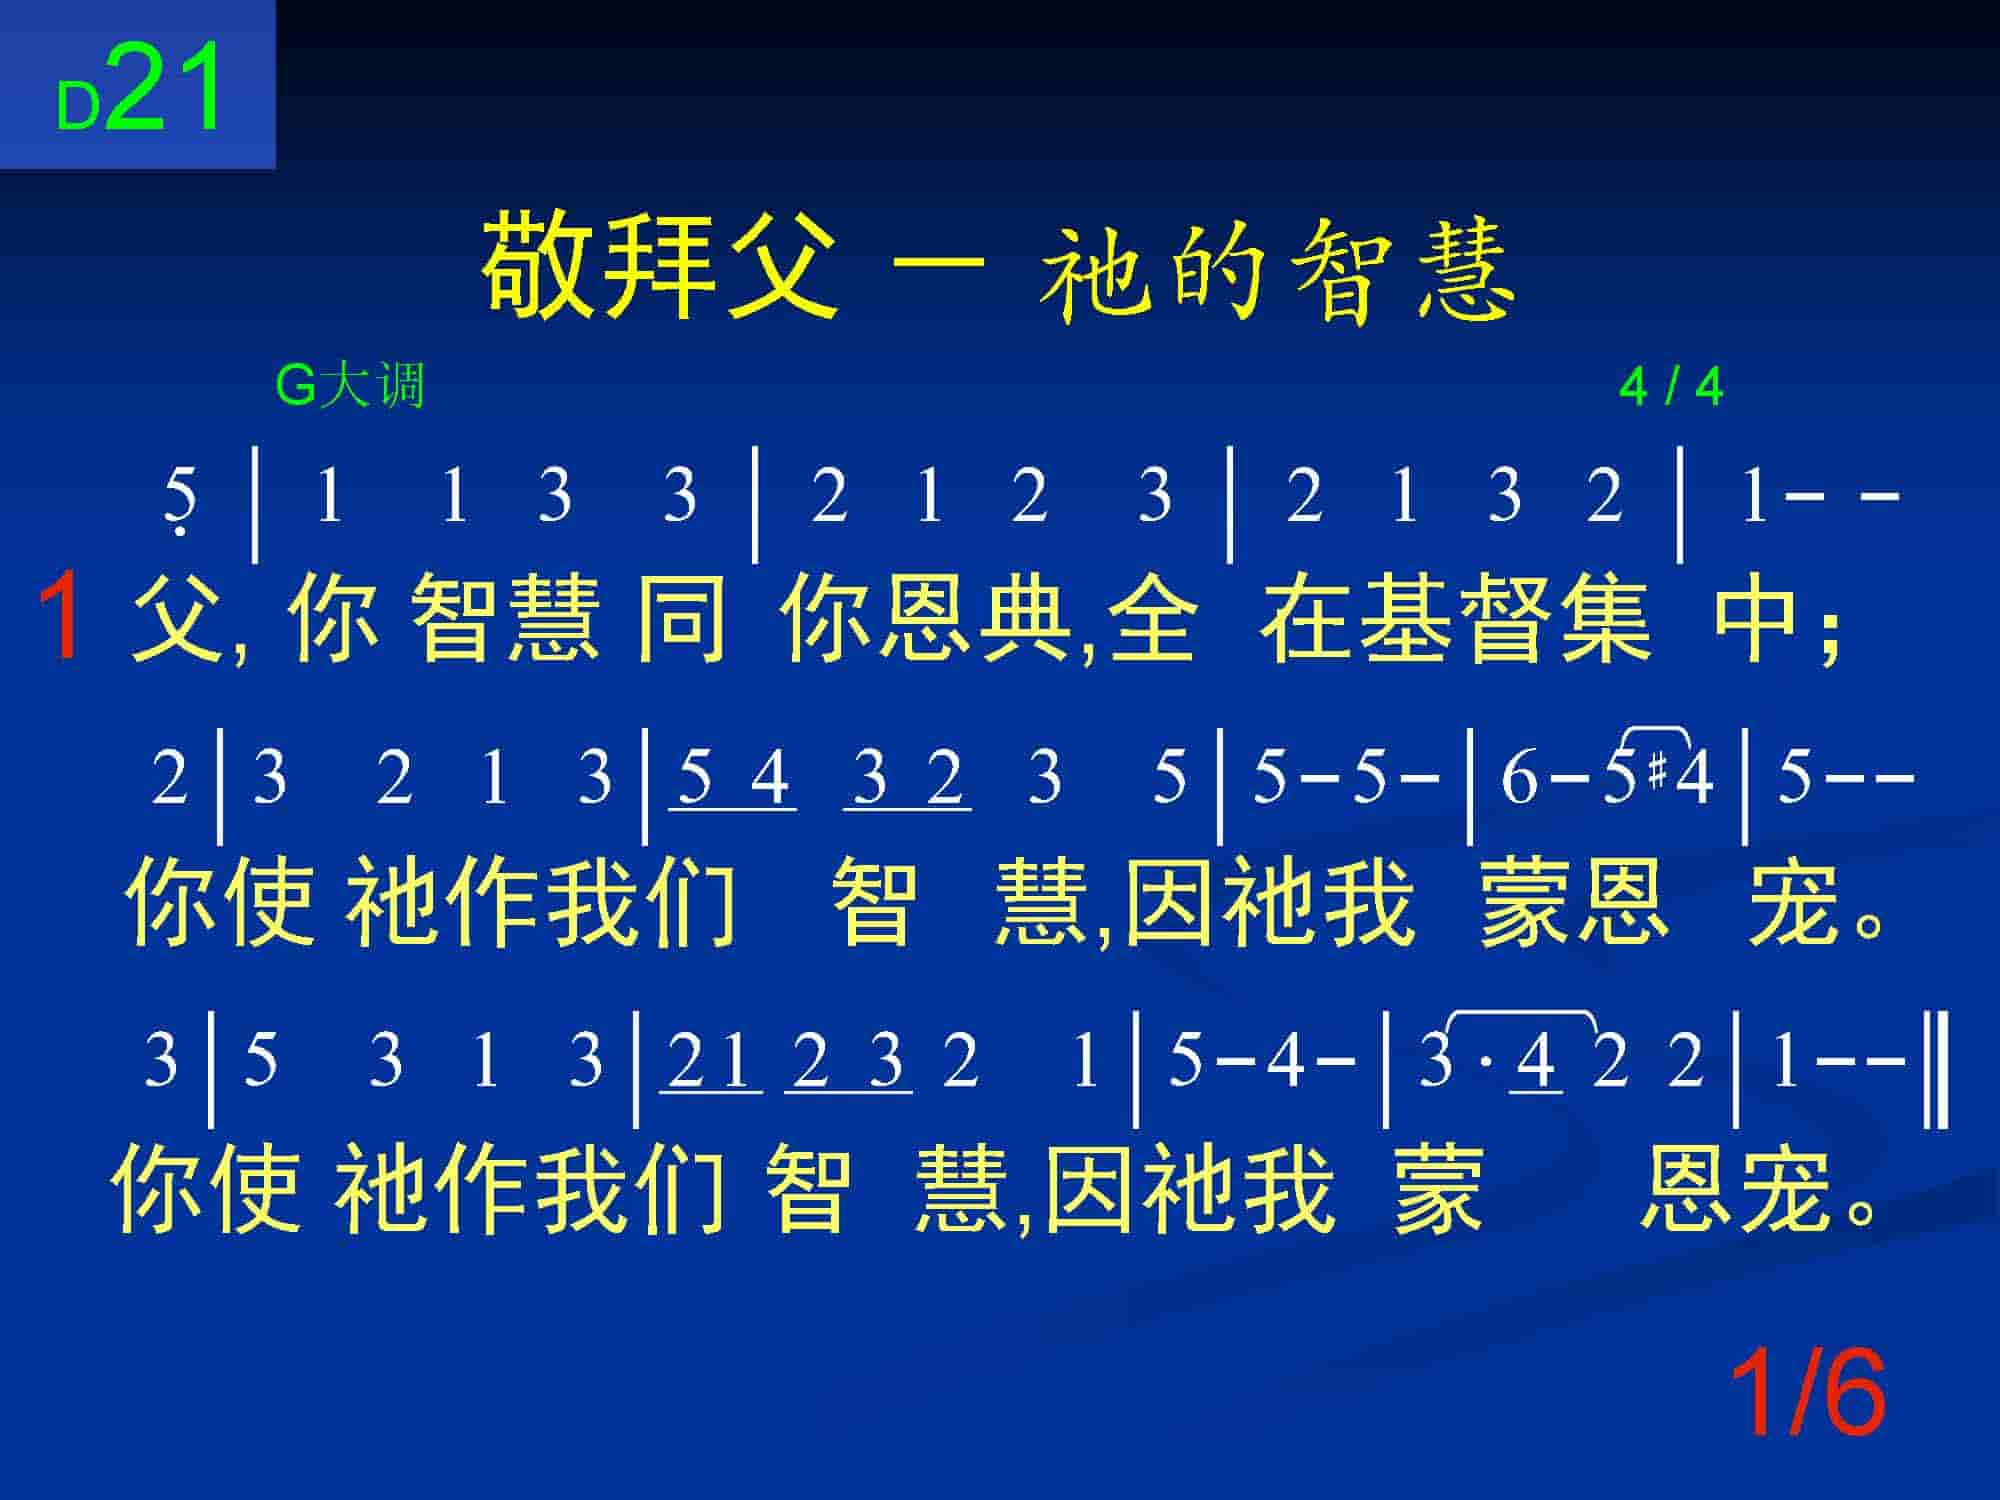 D21
敬拜父 － 祂的智慧
G大调 4 / 4
5 | 1 1 3 3 | 2 1 2 3 | 2 1 3 2 | 1 - -
1 父, 你 智慧 同 你恩典,全 在基督集 中；
2 | 3 2 1 3 | 5 4 3 2 3 5 | 5 - 5 - | 6 - 5 #4 | 5 - -
你使 祂作我们 智 慧,因祂我 蒙恩 宠。
3 | 5 3 1 3 | 2 1 2 3 2 1 | 5 - 4 - | 3 · 4 2 2 | 1 - - ||
你使 祂作我们 智 慧,因祂我 蒙 恩宠。
1/6